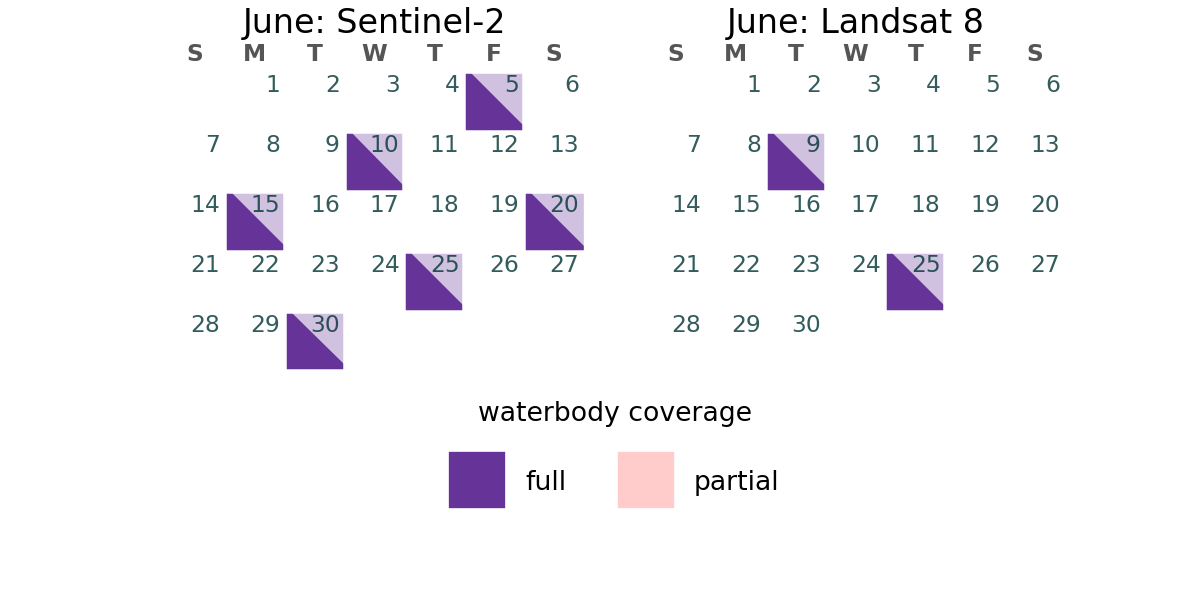 June: Sentinel-2
S M T W T F S
1 2 3 4 5 6
7 8 9 10 11 12 13
14 15 16 17 18 19 20
21 22 23 24 25 26 27
28 29 30
June: Landsat 8
S M T W T F S
1 2 3 4 5 6
7 8 9 10 11 12 13
14 15 16 17 18 19 20
21 22 23 24 25 26 27
28 29 30
waterbody coverage
full partial